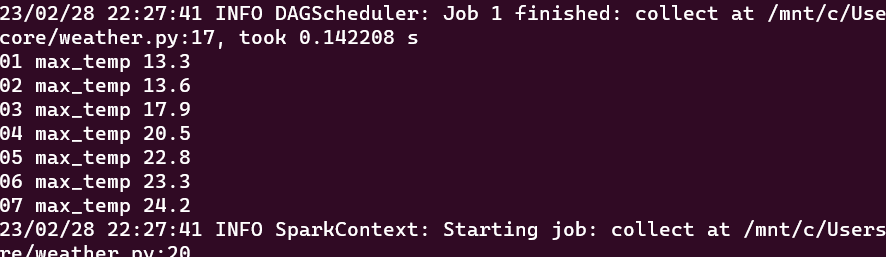 23/02/28 22:27:41 INFO DAGScheduler: Job 1 finished: collect at /mnt/c/Use
core/weather.py:17, took 0.142208 s
01 max_temp 13.3
02 max_temp 13.6
03 max_temp 17.9
04 max_temp 20.5
05 max_temp 22.8
06 max_temp 23.3
07 max_temp 24.2
23/02/28 22:27:41 INFO SparkContext: Starting job: collect at /mnt/c/Users
re/weather.py:20